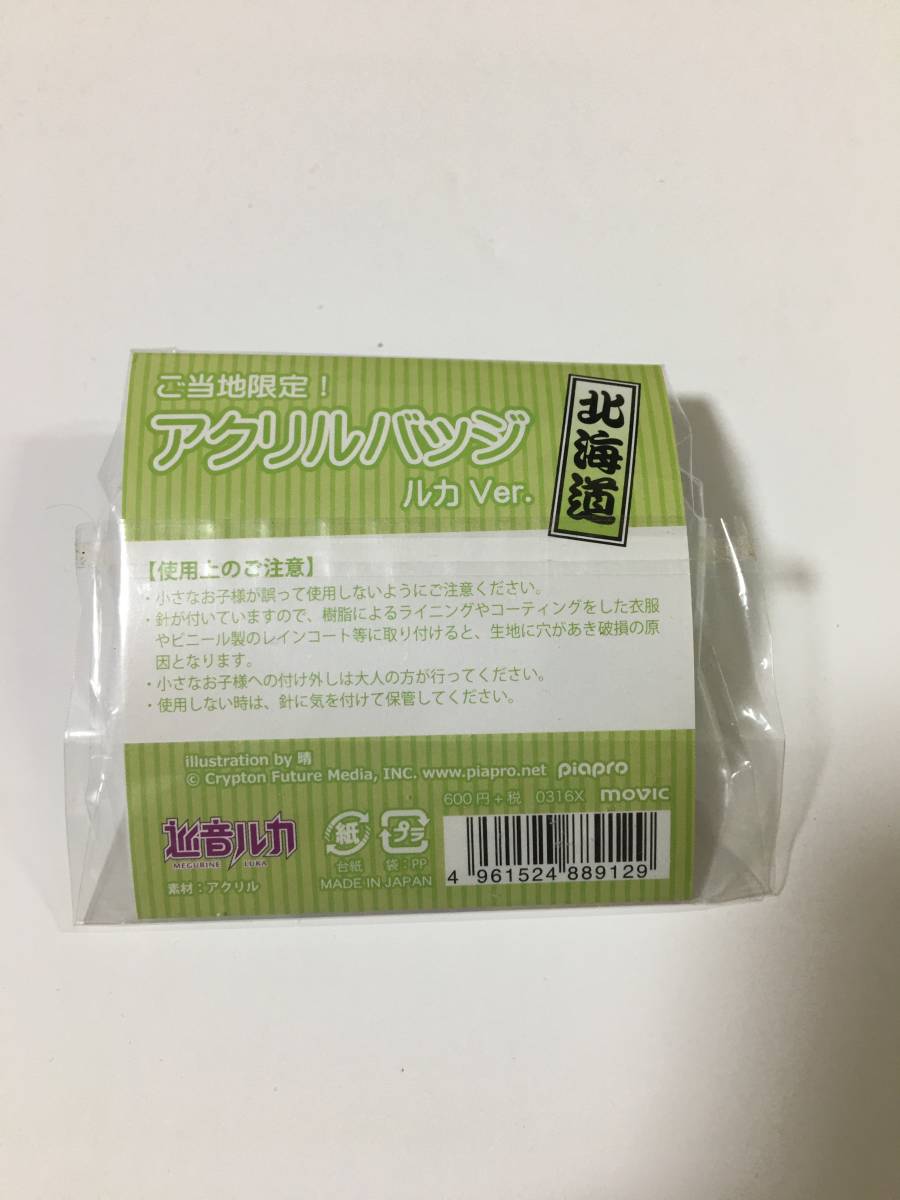 ご当地限定！
アクリルバッジ
ルカ Ver.
北海道
【使用上のご注意】
・小さなお子様が誤って使用しないようにご注意ください。
・針が付いていますので、樹脂によるライニングやコーティングをした衣服
やビニール製のレインコート等に取り付けると、生地に穴があき破損の原
因となります。
・小さなお子様への付け外しは大人の方が行ってください。
・使用しない時は、針に気を付けて保管してください。
illustration by 晴
© Crypton Future Media, INC. www.piapro.net piapro
600円+税 0316X movic
巡音ルカ
MEGURINE LUKA
素材：アクリル
紙
台紙
プラ
袋：PP
MADE IN JAPAN
4 961524 889129